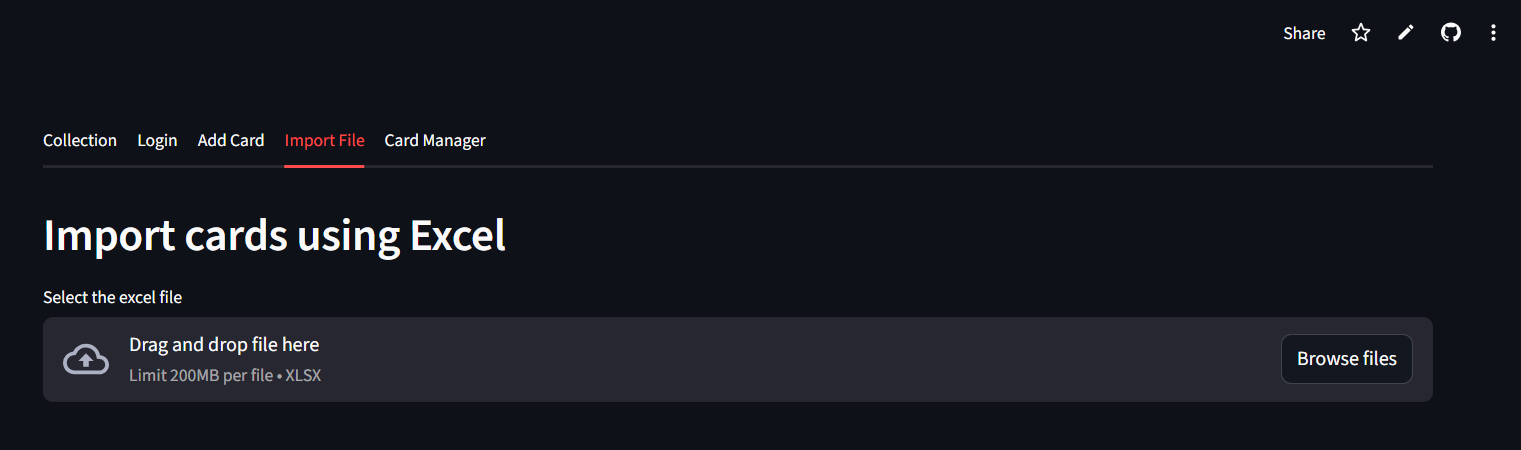 Share
Collection Login Add Card Import File Card Manager
Import cards using Excel
Select the excel file
Drag and drop file here
Limit 200MB per file • XLSX
Browse files